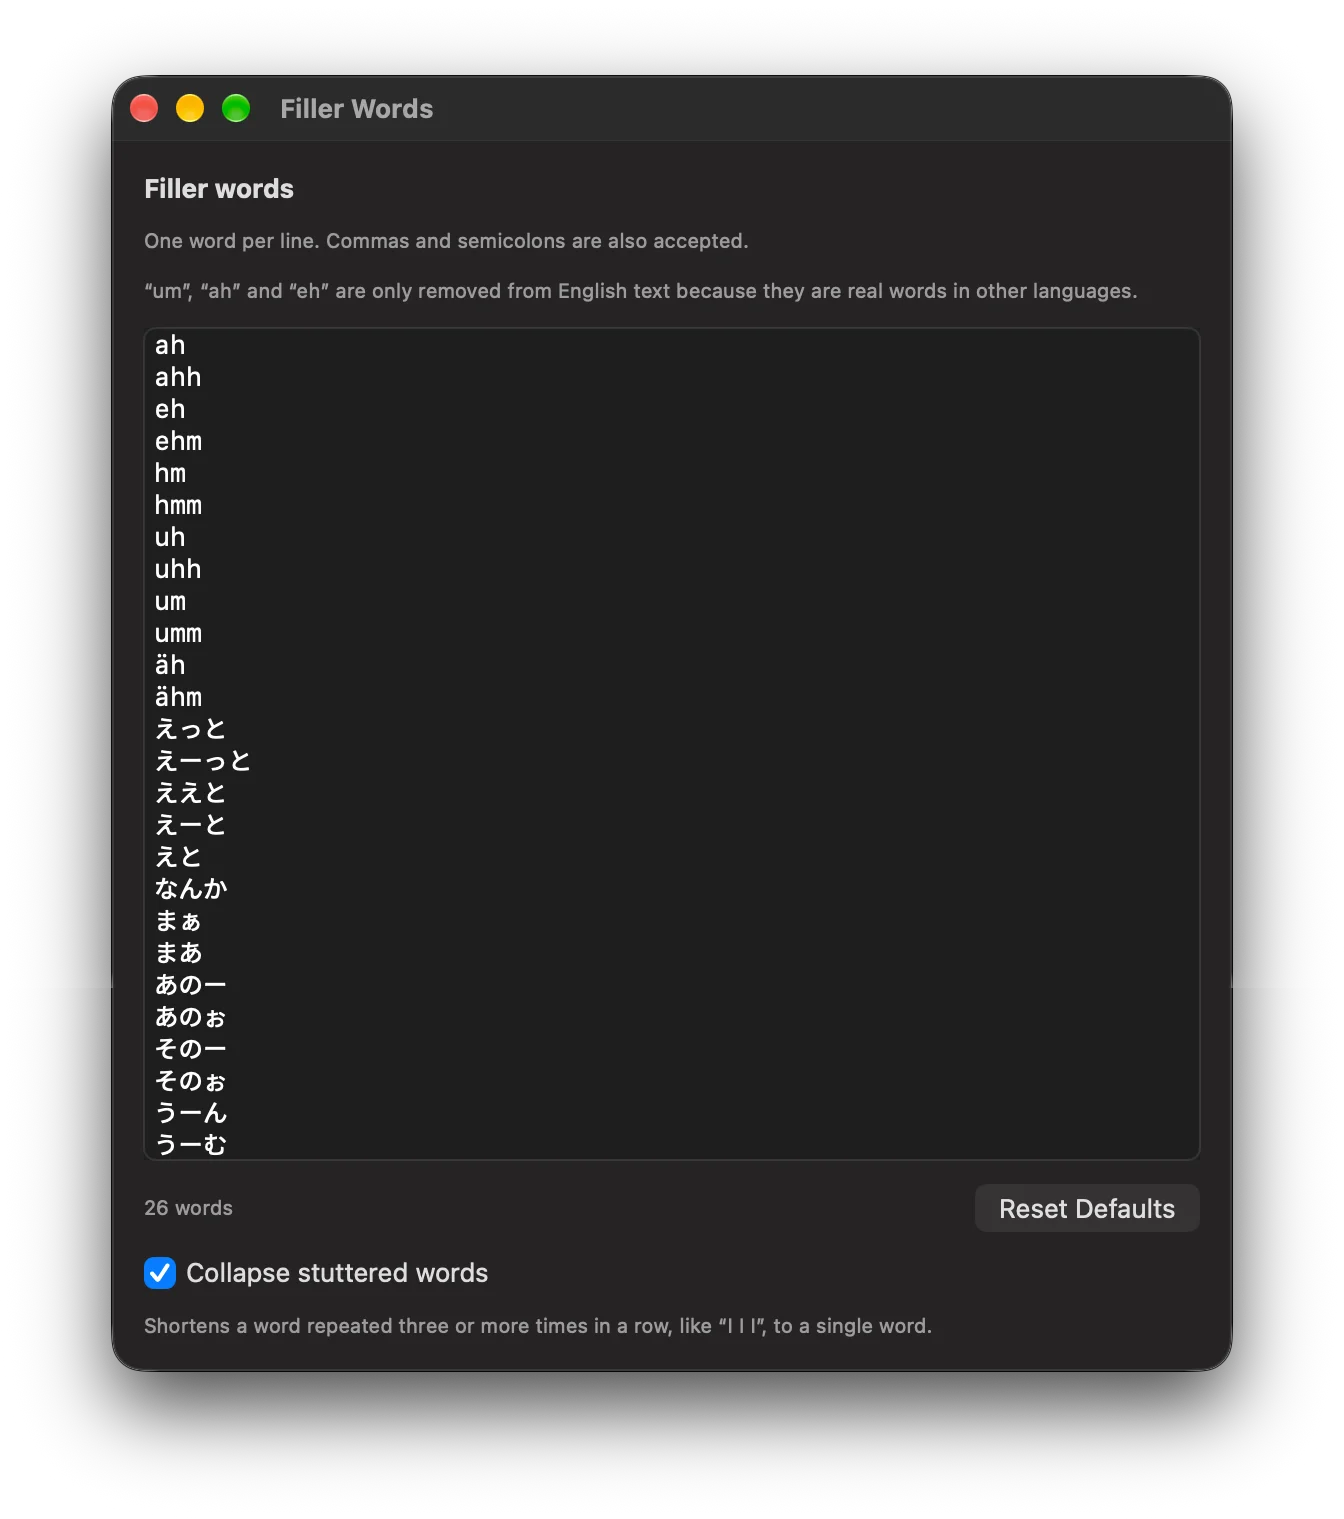 Filler Words
Filler words
One word per line. Commas and semicolons are also accepted.
“um”, “ah” and “eh” are only removed from English text because they are real words in other languages.
ah
ahh
eh
ehm
hm
hmm
uh
uhh
um
umm
äh
ähm
えっと
えーっと
ええと
えーと
えと
なんか
まぁ
まあ
あのー
あのぉ
そのー
そのぉ
うーん
うーむ
26 words
Reset Defaults
Collapse stuttered words
Shortens a word repeated three or more times in a row, like “I I I”, to a single word.